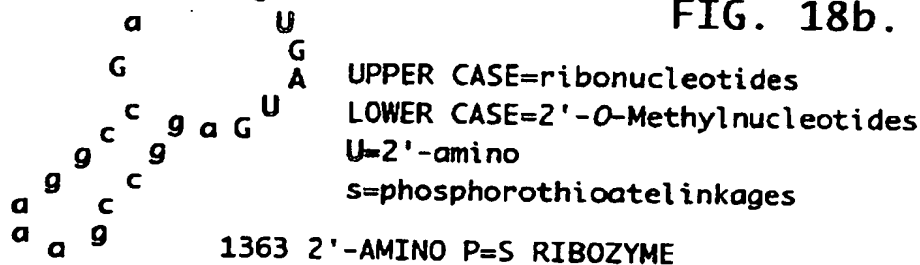 FIG. 18b.
a U
G G
A
c g a G U
c g
g c
g c
a g
a a
UPPER CASE=ribonucleotides
LOWER CASE=2'-O-Methylnucleotides
U=2'-amino
s=phosphorothioatelinkages
1363 2'-AMINO P=S RIBOZYME